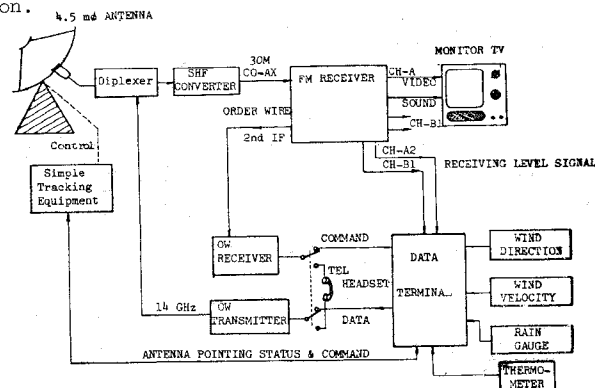 on.
4.5 mø ANTENNA
MONITOR TV
Diplexer
SHF
CONVERTER
30M
CO-AX
FM RECEIVER
CH-A
VIDEO
SOUND
CH-B1
ORDER WIRE
2nd IF
CH-A2
CH-B1
RECEIVING LEVEL SIGNAL
Control
Simple
Tracking
Equipment
OW
RECEIVER
COMMAND
TEL
HEADSET
DATA
TERMINA
WIND
DIRECTION
WIND
VELOCITY
14 GHz
OW
TRANSMITTER
DATA
RAIN
GAUGE
ANTENNA POINTING STATUS & COMMAND
THERMO-
METER